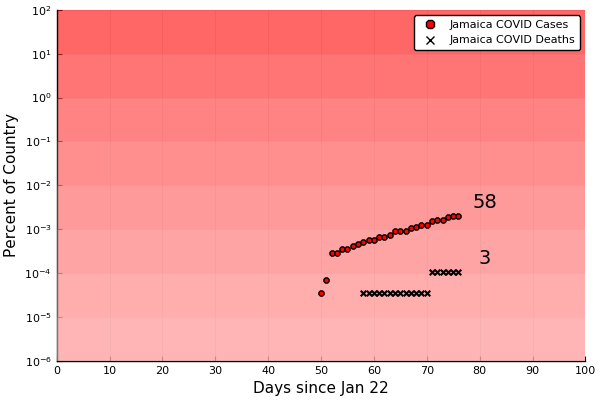 10²
Jamaica COVID Cases
Jamaica COVID Deaths
10¹
10⁰
10⁻¹
10⁻²
10⁻³
10⁻⁴
10⁻⁵
10⁻⁶
Percent of Country
58
3
0 10 20 30 40 50 60 70 80 90 100
Days since Jan 22